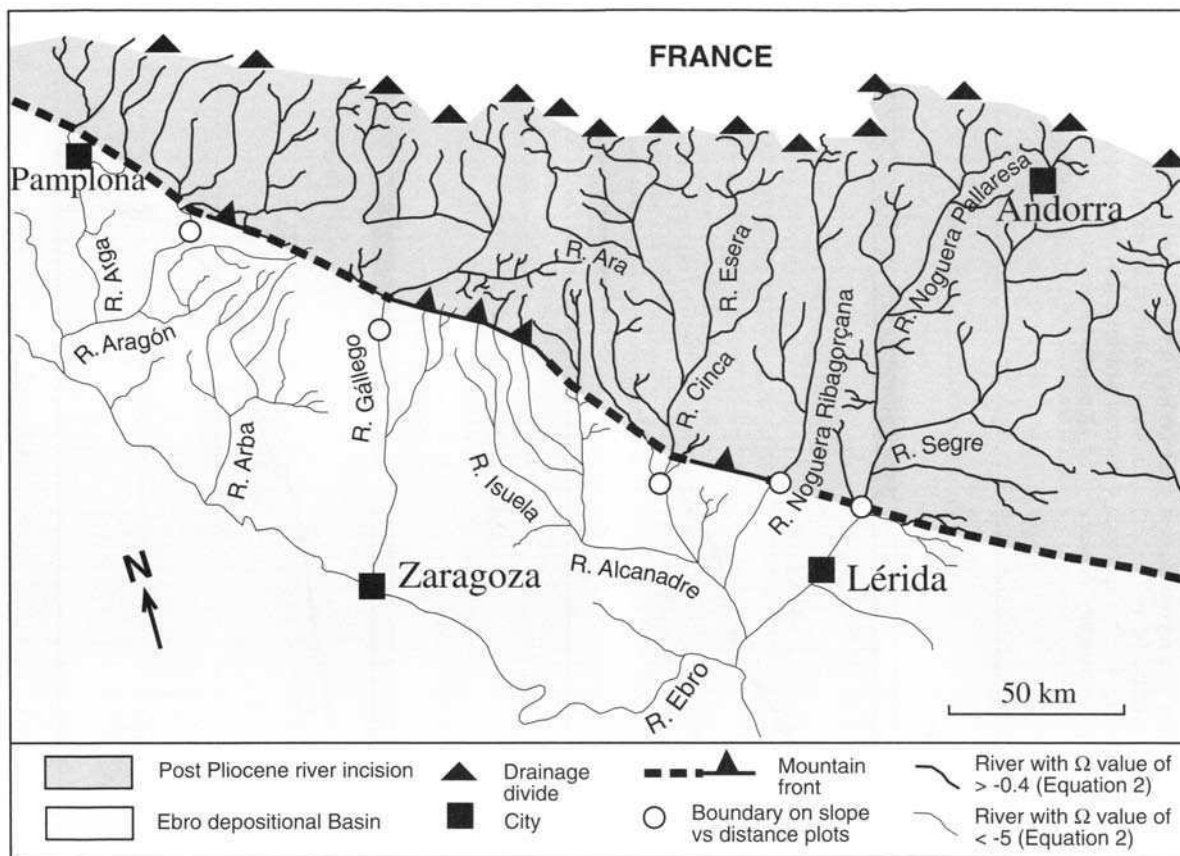 FRANCE
Pamplona
Andorra
R. Noguera Pallaresa
R. Arga
R. Ara
R. Esera
R. Aragón
R. Gállego
R. Cinca
R. Noguera Ribagorçana
R. Arba
R. Segre
R. Isuela
N
Zaragoza
R. Alcanadre
Lérida
R. Ebro
50 km
Post Pliocene river incision
Ebro depositional Basin
Drainage
divide
City
Mountain
front
Boundary on slope
vs distance plots
River with Ω value of
> -0.4 (Equation 2)
River with Ω value of
< -5 (Equation 2)